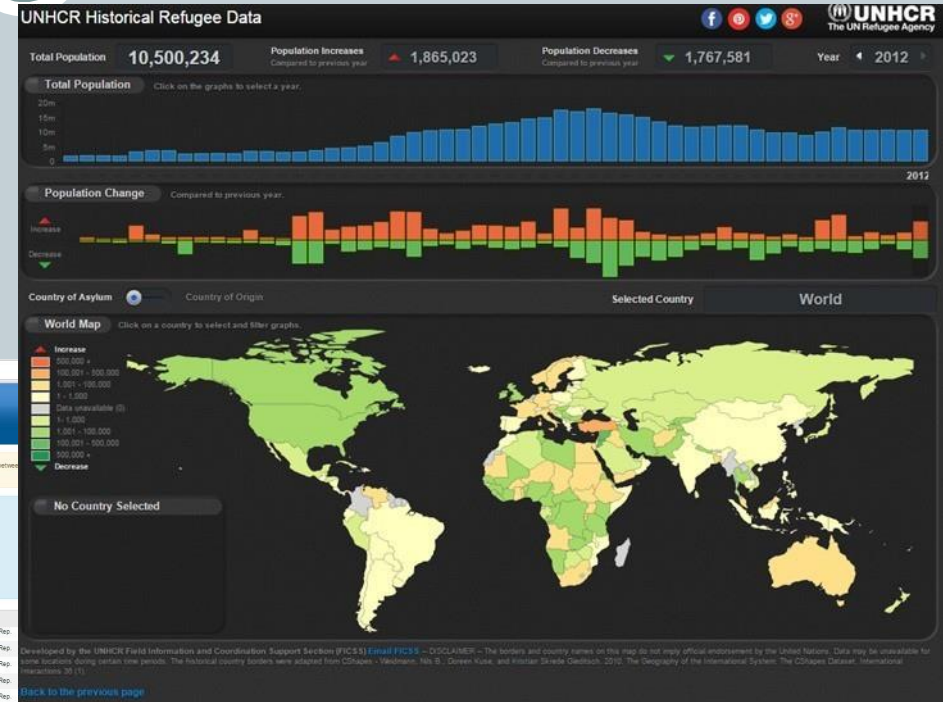 UNHCR Historical Refugee Data
f
8+
UNHCR
The UN Refugee Agency
Total Population 10,500,234
Population Increases
Compared to previous year
1,865,023
Population Decreases
Compared to previous year
1,767,581
Year 2012
Total Population Click on the graphs to select a year.
20m
15m
10m
5m
0
2012
Population Change Compared to previous year.
Increase
Decrease
Country of Asylum Country of Origin
Selected Country World
World Map Click on a country to select and filter graphs.
Increase
500,000 +
100,001 - 500,000
1,001 - 100,000
1 - 1,000
Data unavailable (0)
1- 1,000
1,001 - 100,000
100,001 - 500,000
500,000 +
Decrease
No Country Selected
Rep.
Rep.
Rep.
Rep.
Rep.
Developed by the UNHCR Field Information and Coordination Support Section (FICSS) Email FICSS – DISCLAIMER – The borders and country names on this map do not imply official endorsement by the United Nations. Data may be unavailable for
some locations during certain time periods. The historical country borders were adapted from CShapes - Weidmann, Nils B., Doreen Kuse, and Kristian Skrede Gleditsch. 2010. The Geography of the International System: The CShapes Dataset. International
Interactions 36 (1)
Back to the previous page